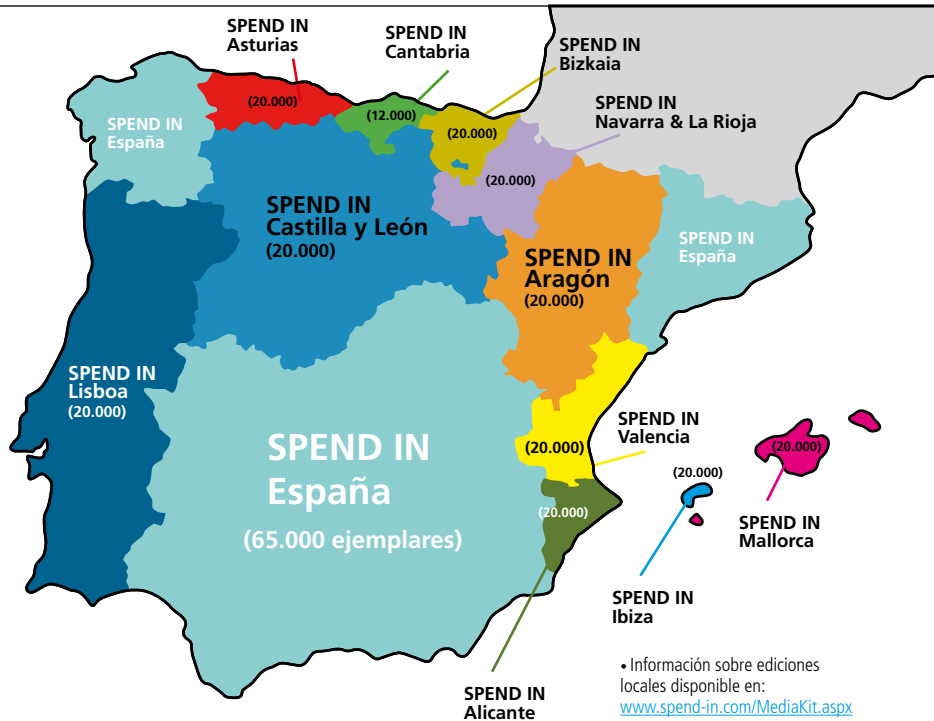 SPEND IN
Asturias
(20.000)
SPEND IN
Cantabria
(12.000)
SPEND IN
Bizkaia
(20.000)
SPEND IN
Navarra & La Rioja
(20.000)
SPEND IN
España
SPEND IN
Castilla y León
(20.000)
SPEND IN
Aragón
(20.000)
SPEND IN
España
SPEND IN
Lisboa
(20.000)
SPEND IN
España
(65.000 ejemplares)
SPEND IN
Valencia
(20.000)
(20.000)
SPEND IN
Alicante
(20.000)
SPEND IN
Ibiza
(20.000)
SPEND IN
Mallorca
• Información sobre ediciones
locales disponible en:
www.spend-in.com/MediaKit.aspx